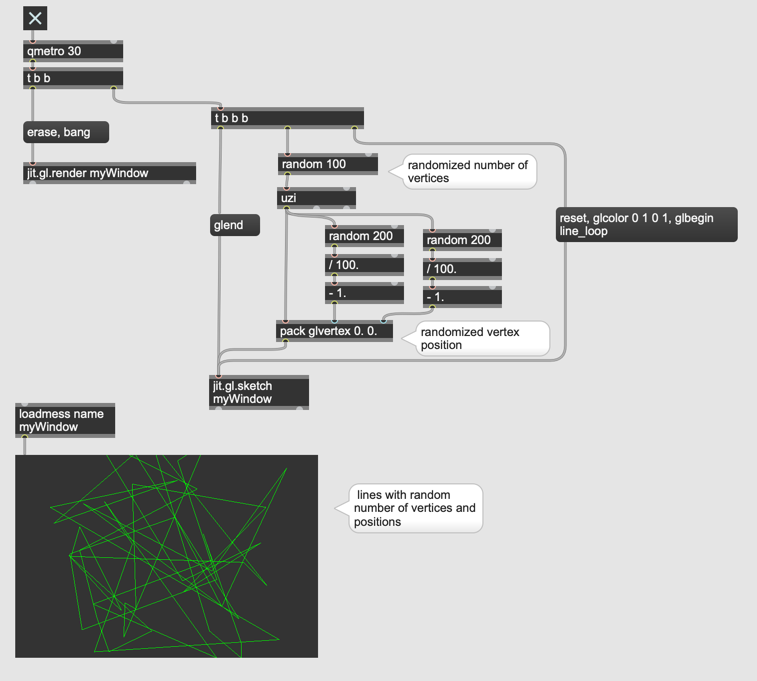 qmetro 30
t b b
t b b b
erase, bang
random 100
randomized number of
vertices
jit.gl.render myWindow
uzi
glend
reset, glcolor 0 1 0 1, glbegin
line_loop
random 200
random 200
/ 100.
/ 100.
- 1.
- 1.
pack glvertex 0. 0.
randomized vertex
position
jit.gl.sketch
myWindow
loadmess name
myWindow
lines with random
number of vertices and
positions